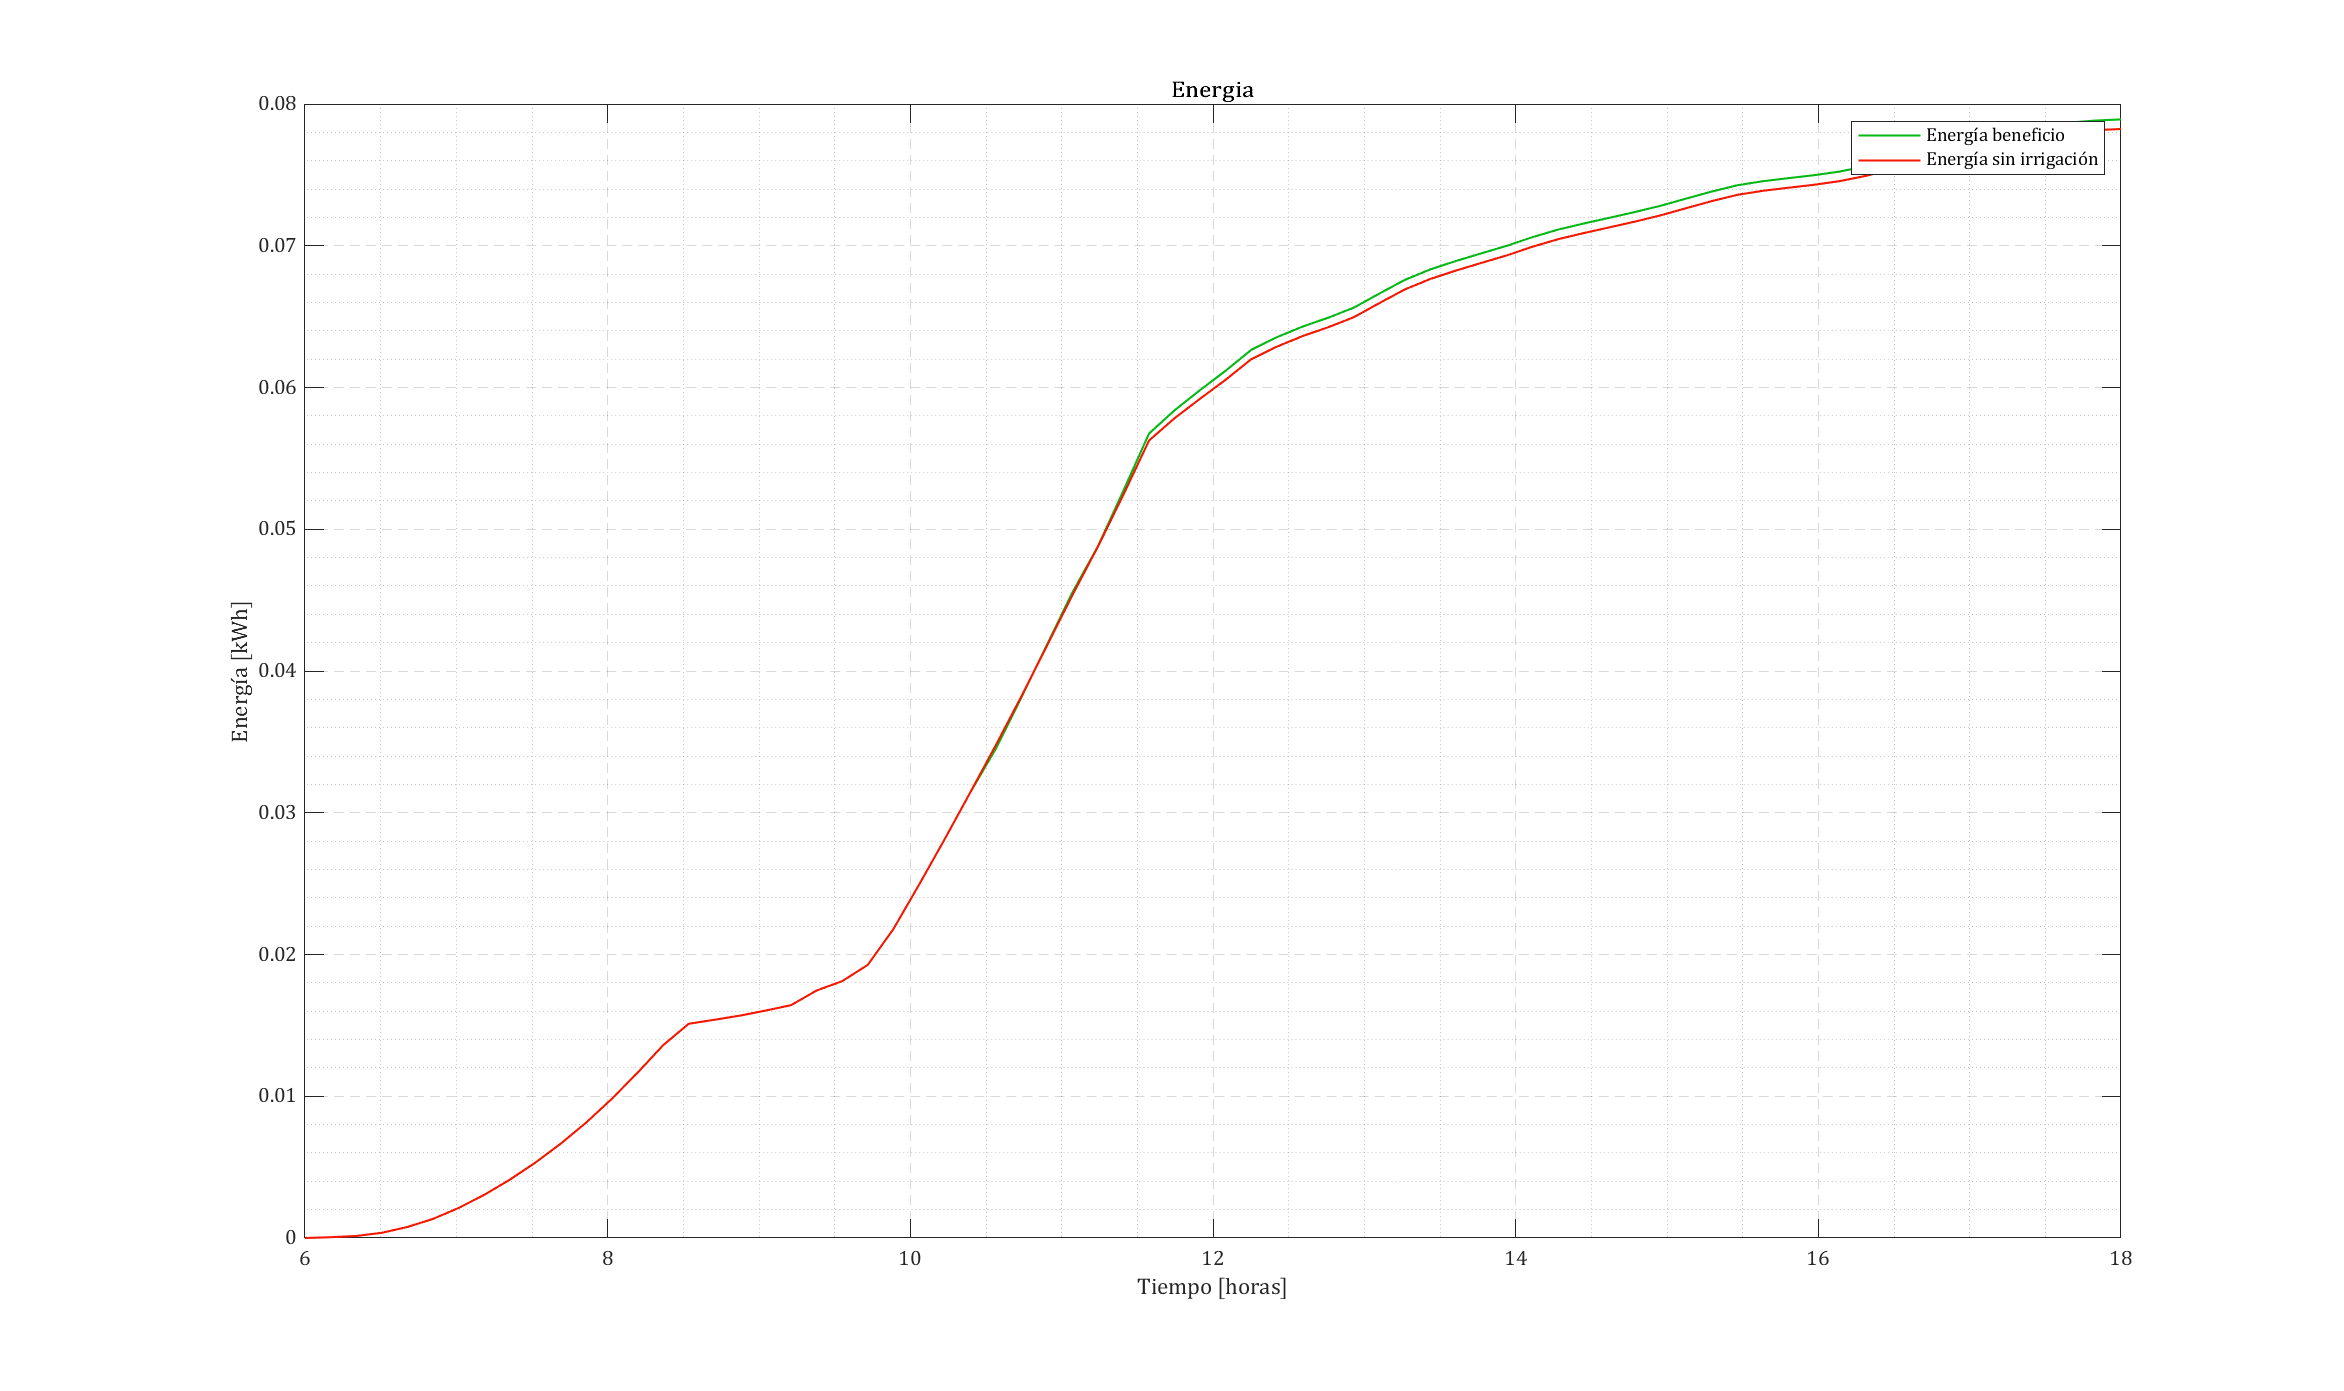 Energia
0.08
0.07
0.06
0.05
0.04
0.03
0.02
0.01
0
Energía [kWh]
Energía beneficio
Energía sin irrigación
6 8 10 12 14 16 18
Tiempo [horas]